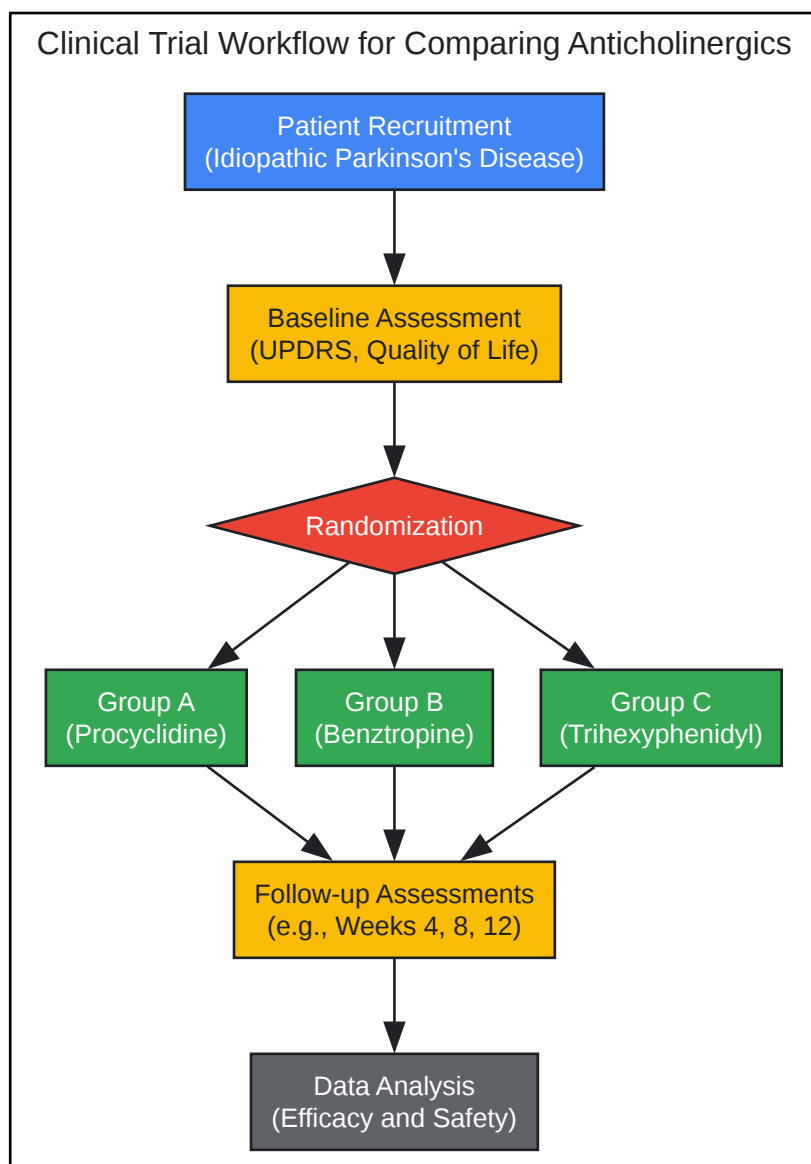 Clinical Trial Workflow for Comparing Anticholinergics
Patient Recruitment
(Idiopathic Parkinson's Disease)
Baseline Assessment
(UPDRS, Quality of Life)
Randomization
Group A
(Procyclidine)
Group B
(Benztropine)
Group C
(Trihexyphenidyl)
Follow-up Assessments
(e.g., Weeks 4, 8, 12)
Data Analysis
(Efficacy and Safety)